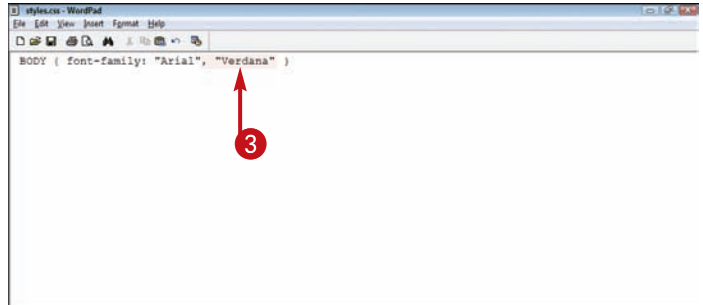 styles.css - WordPad
File Edit View Insert Format Help
BODY { font-family: "Arial", "Verdana" }
3